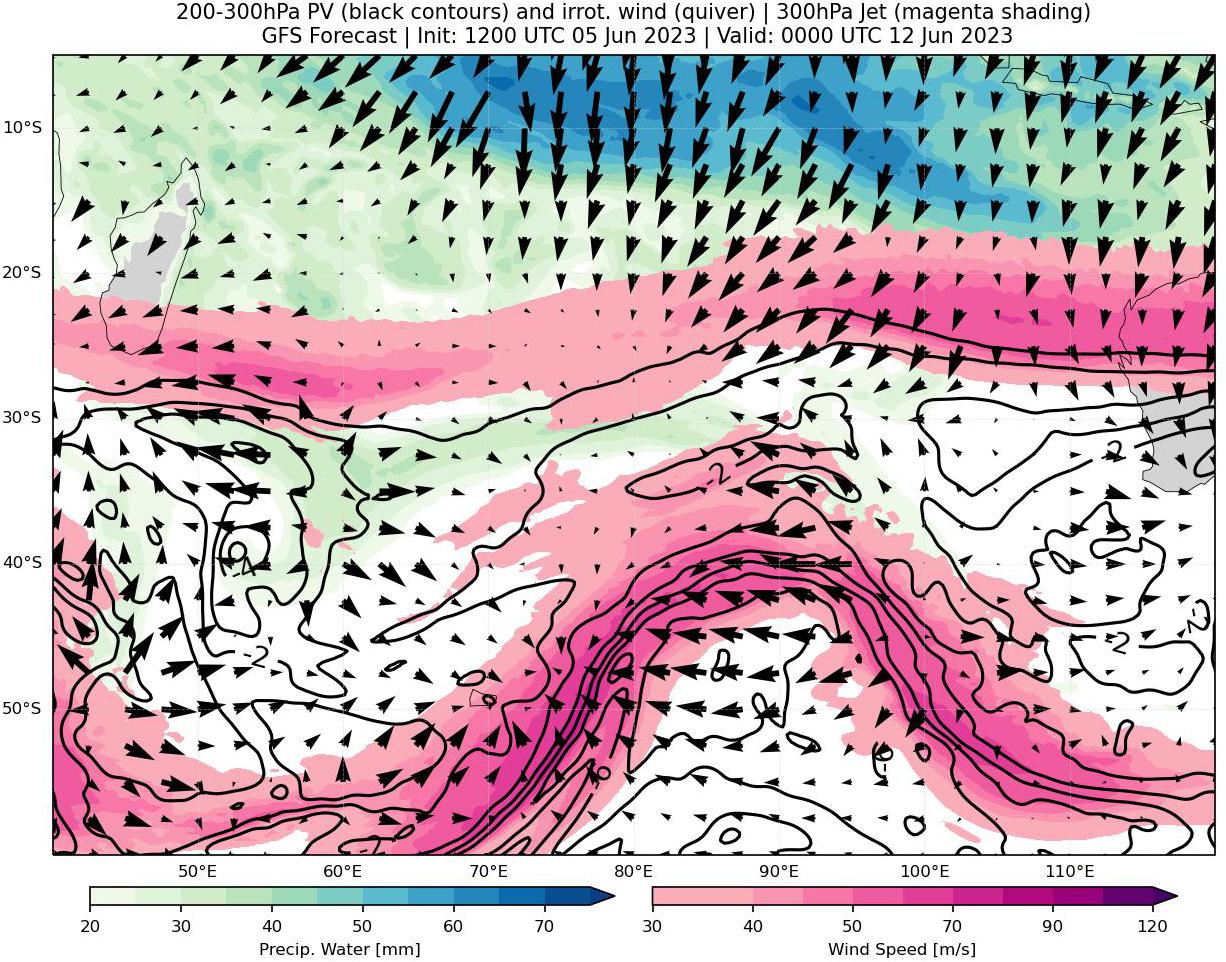 200-300hPa PV (black contours) and irrot. wind (quiver) | 300hPa Jet (magenta shading)
GFS Forecast | Init: 1200 UTC 05 Jun 2023 | Valid: 0000 UTC 12 Jun 2023
10°S
20°S
30°S
-2
-2
40°S
-4
-2
-2
-2
50°S
50°E 60°E 70°E 80°E 90°E 100°E 110°E
20 30 40 50 60 70
30 40 50 70 90 120
Precip. Water [mm]
Wind Speed [m/s]